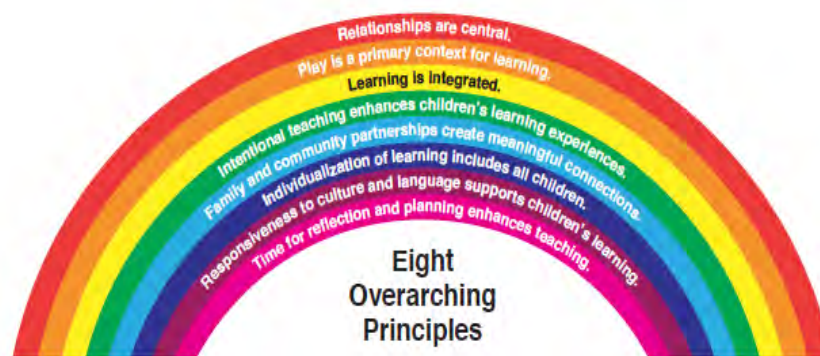 Relationships are central.
Play is a primary context for learning.
Learning is integrated.
Intentional teaching enhances children's learning experiences.
Family and community partnerships create meaningful connections.
Individualization of learning includes all children.
Responsiveness to culture and language supports children's learning.
Time for reflection and planning enhances teaching.
Eight
Overarching
Principles